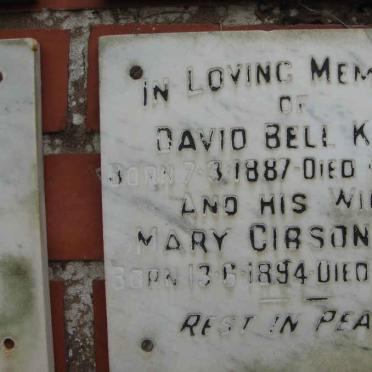 IN LOVING MEM
OF
DAVID BELL K
BORN 7·3·1887·DIED
AND HIS WI
MARY GIBSON
BORN 13·6·1894·DIED
REST IN PEA